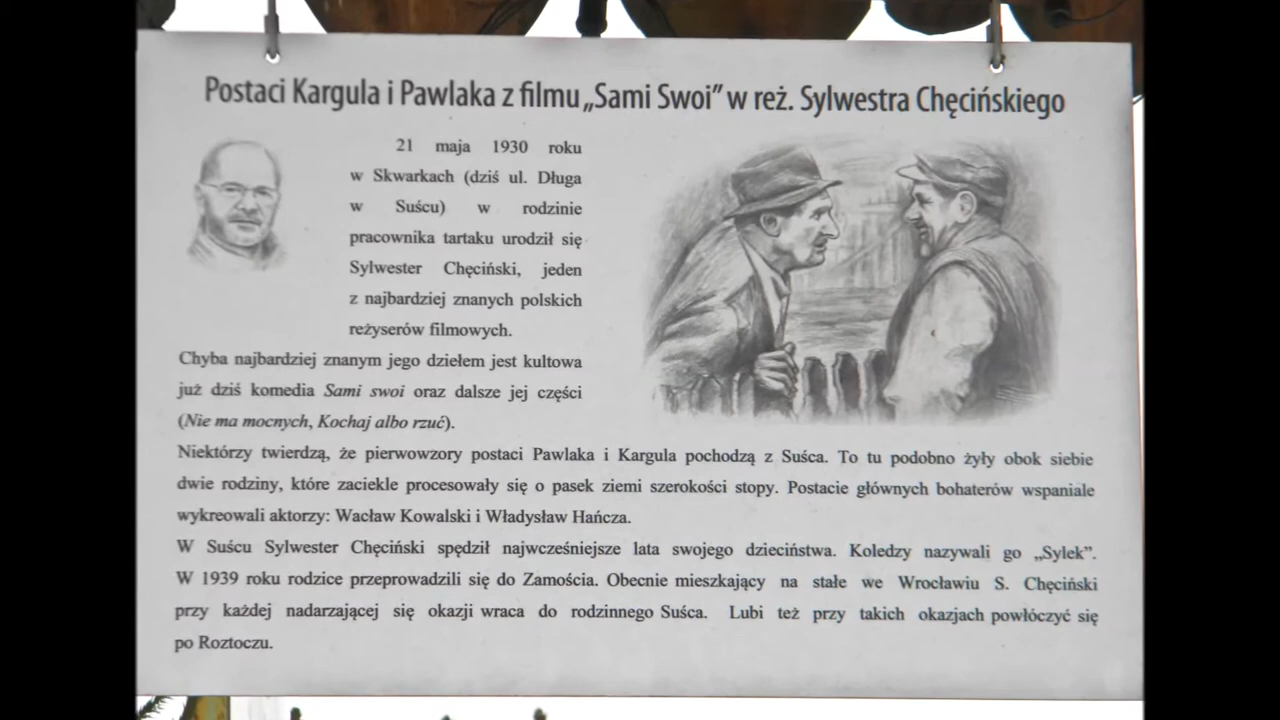 Postaci Kargula i Pawlaka z filmu „Sami Swoi” w reż. Sylwestra Chęcińskiego
21 maja 1930 roku
w Skwarkach (dziś ul. Długa
w Suścu) w rodzinie
pracownika tartaku urodził się
Sylwester Chęciński, jeden
z najbardziej znanych polskich
reżyserów filmowych.
Chyba najbardziej znanym jego dziełem jest kultowa
już dziś komedia Sami swoi oraz dalsze jej części
(Nie ma mocnych, Kochaj albo rzuć).
Niektórzy twierdzą, że pierwowzory postaci Pawlaka i Kargula pochodzą z Suśca. To tu podobno żyły obok siebie
dwie rodziny, które zaciekle procesowały się o pasek ziemi szerokości stopy. Postacie głównych bohaterów wspaniale
wykreowali aktorzy: Wacław Kowalski i Władysław Hańcza.
W Suścu Sylwester Chęciński spędził najwcześniejsze lata swojego dzieciństwa. Koledzy nazywali go „Sylek”.
W 1939 roku rodzice przeprowadzili się do Zamościa. Obecnie mieszkający na stałe we Wrocławiu S. Chęciński
przy każdej nadarzającej się okazji wraca do rodzinnego Suśca. Lubi też przy takich okazjach powłóczyć się
po Roztoczu.